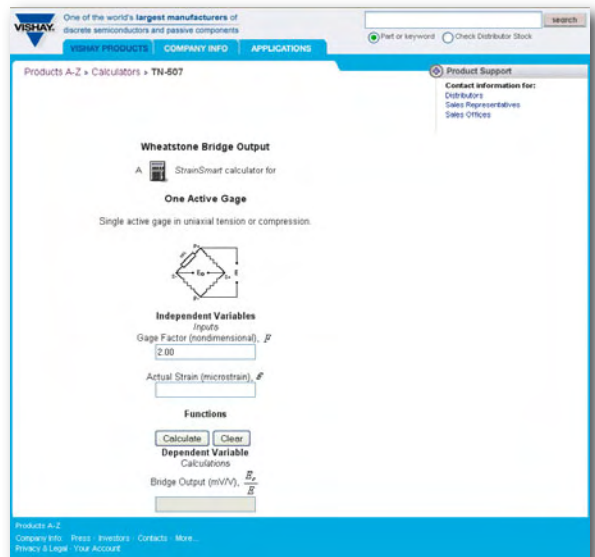 VISHAY.
One of the world's largest manufacturers of
discrete semiconductors and passive components
search
Part or keyword Check Distributor Stock
VISHAY PRODUCTS COMPANY INFO APPLICATIONS
Products A-Z » Calculators » TN-507
Product Support
Contact information for:
Distributors
Sales Representatives
Sales Offices
Wheatstone Bridge Output
A StrainSmart calculator for
One Active Gage
Single active gage in uniaxial tension or compression.
P+
S- E₀ S+ E
P-
Independent Variables
Inputs
Gage Factor (nondimensional), F
2.00
Actual Strain (microstrain), ε
Functions
Calculate Clear
Dependent Variable
Calculations
Bridge Output (mV/V), E₀/E
Products A-Z
Company Info · Press · Investors · Contacts · More...
Privacy & Legal · Your Account